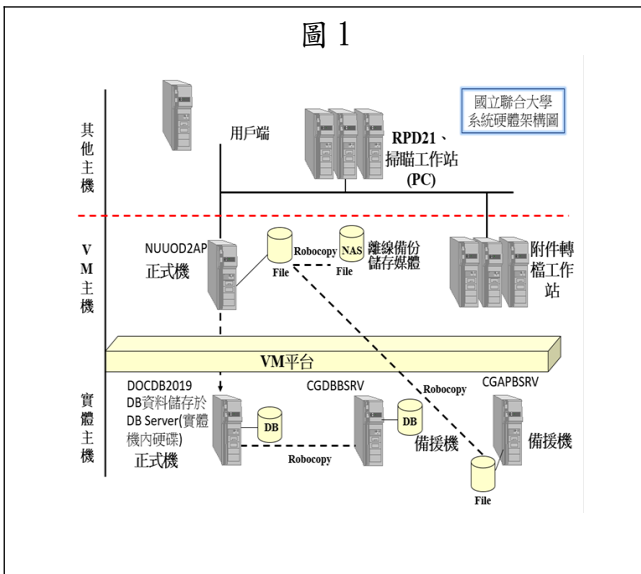 圖 1
國立聯合大學
系統硬體架構圖
其他主機
用戶端
RPD21、
掃瞄工作站
(PC)
VM主機
NUUOD2AP
正式機
File
Robocopy
NAS
File
離線備份
儲存媒體
附件轉
檔工作
站
VM平台
實體主機
DOCDB2019
DB資料儲存於
DB Server(實體
機內硬碟)
正式機
DB
Robocopy
CGDBBSRV
DB
備援機
Robocopy
CGAPBSRV
備援機
File